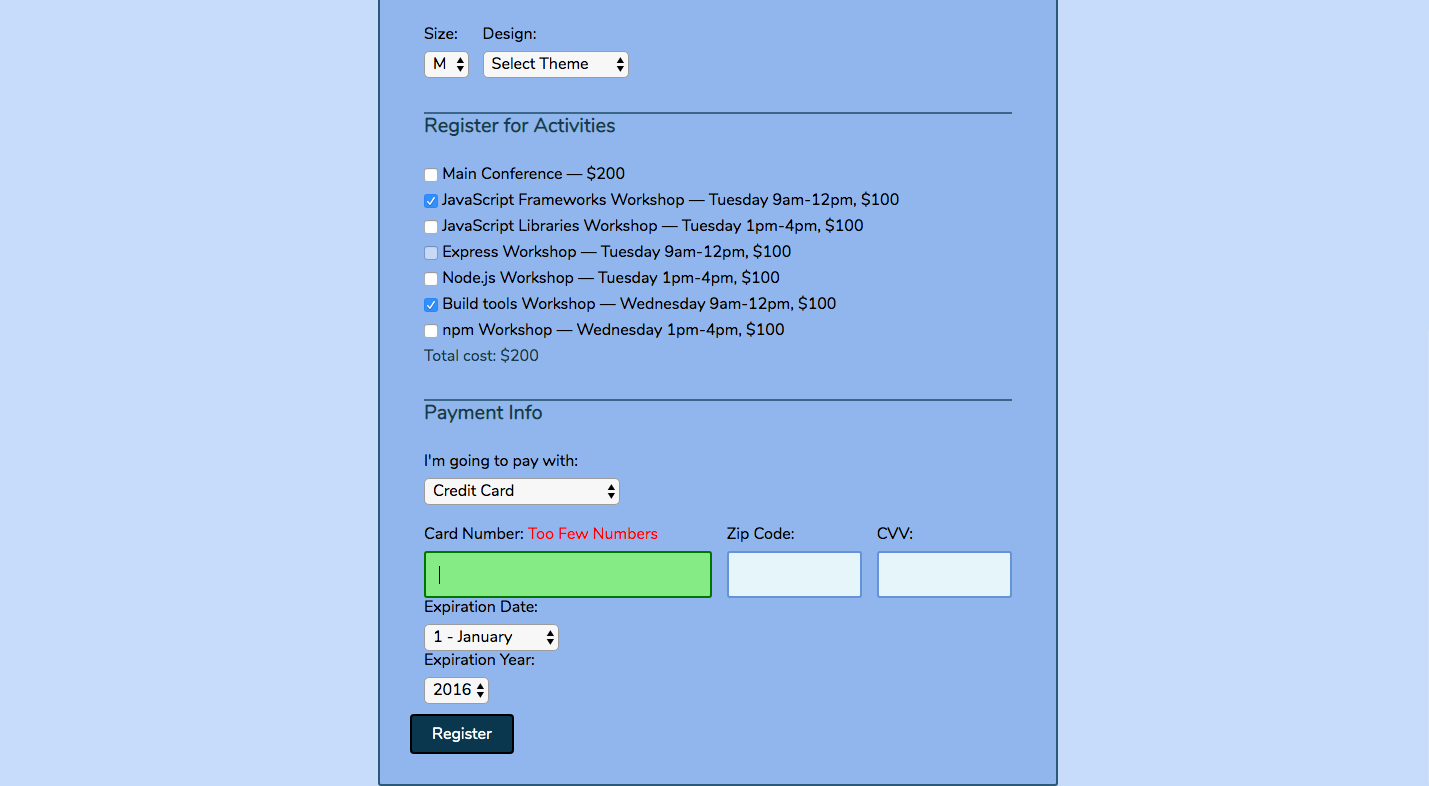 Size: Design:
M Select Theme
Register for Activities
Main Conference — $200
JavaScript Frameworks Workshop — Tuesday 9am-12pm, $100
JavaScript Libraries Workshop — Tuesday 1pm-4pm, $100
Express Workshop — Tuesday 9am-12pm, $100
Node.js Workshop — Tuesday 1pm-4pm, $100
Build tools Workshop — Wednesday 9am-12pm, $100
npm Workshop — Wednesday 1pm-4pm, $100
Total cost: $200
Payment Info
I'm going to pay with:
Credit Card
Card Number: Too Few Numbers Zip Code: CVV:
Expiration Date:
1 - January
Expiration Year:
2016
Register